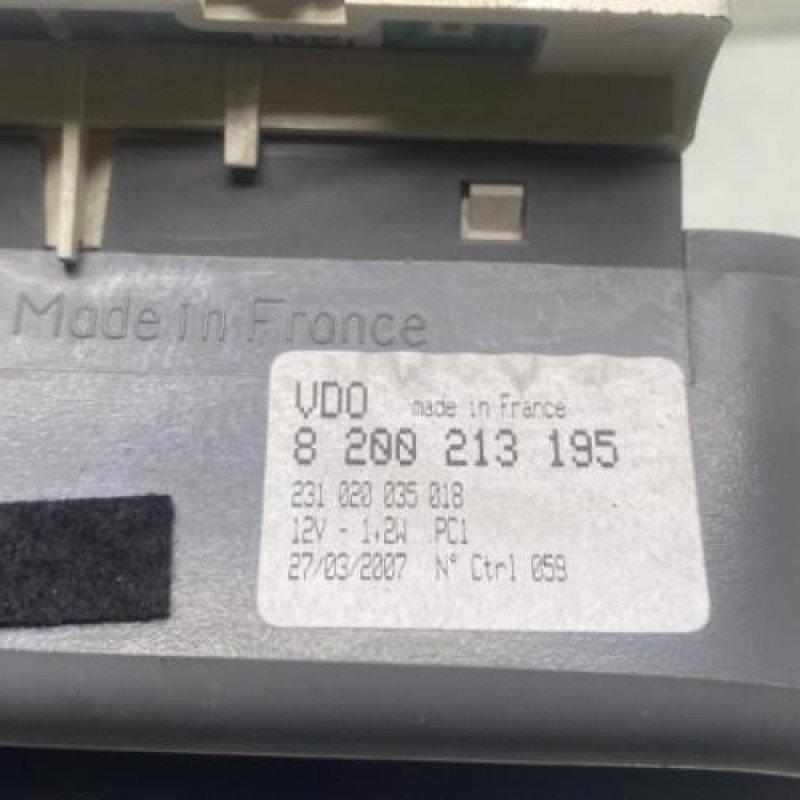 Made in France
VDO made in France
8 200 213 195
231 020 035 018
12V - 1,2W PC1
27/03/2007 N° Ctrl 059